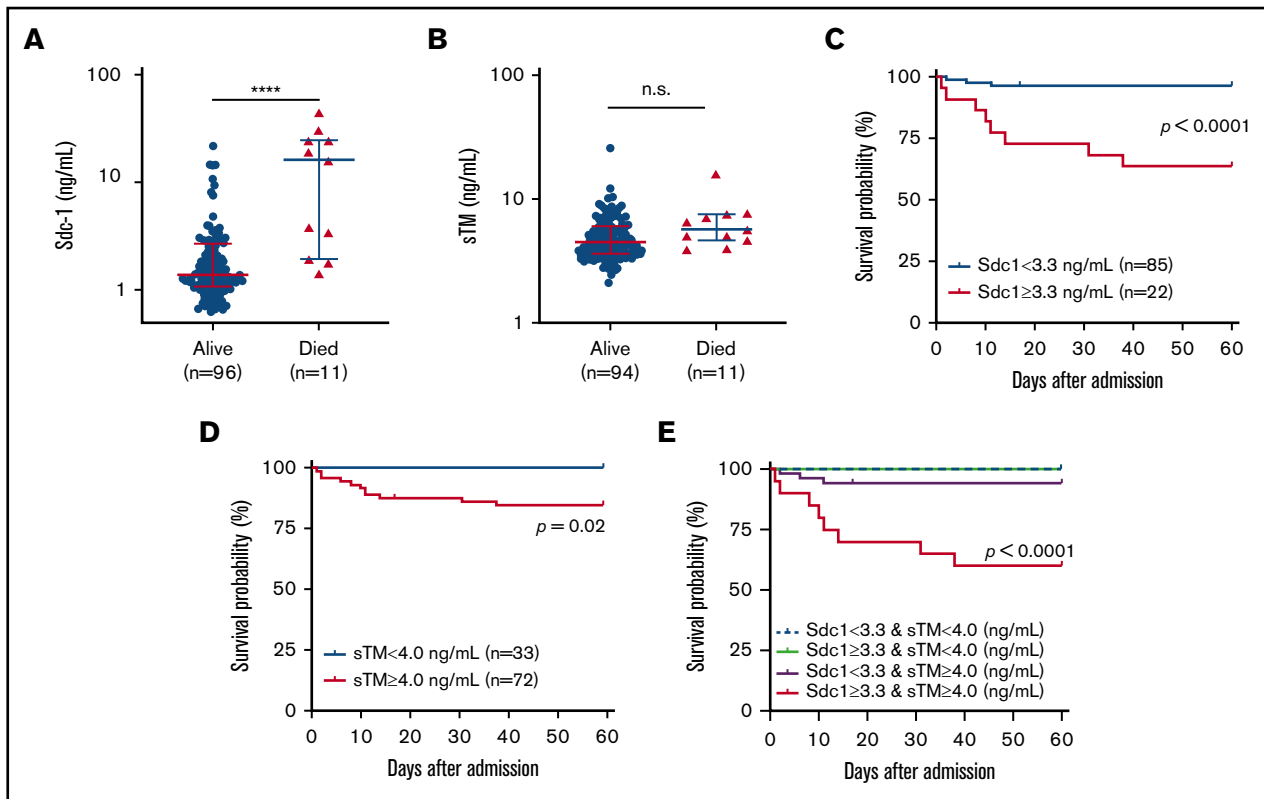 A
Sdc-1 (ng/mL)
100
10
1
****
Alive
(n=96)
Died
(n=11)
B
sTM (ng/mL)
100
10
1
n.s.
Alive
(n=94)
Died
(n=11)
C
Survival probability (%)
100
75
50
25
0
p < 0.0001
Sdc1<3.3 ng/mL (n=85)
Sdc1≥3.3 ng/mL (n=22)
0 10 20 30 40 50 60
Days after admission
D
Survival probability (%)
100
75
50
25
0
p = 0.02
sTM<4.0 ng/mL (n=33)
sTM≥4.0 ng/mL (n=72)
0 10 20 30 40 50 60
Days after admission
E
Survival probability (%)
100
75
50
25
0
p < 0.0001
Sdc1<3.3 & sTM<4.0 (ng/mL)
Sdc1≥3.3 & sTM<4.0 (ng/mL)
Sdc1<3.3 & sTM≥4.0 (ng/mL)
Sdc1≥3.3 & sTM≥4.0 (ng/mL)
0 10 20 30 40 50 60
Days after admission